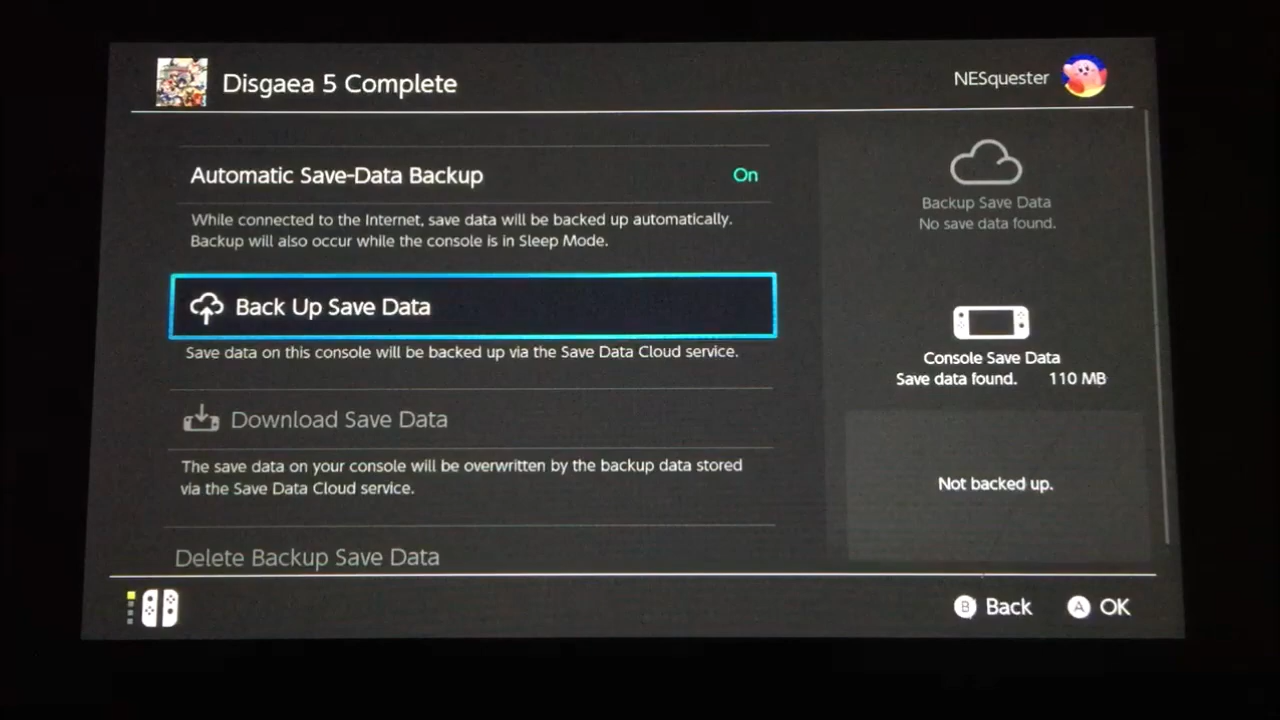 Disgaea 5 Complete
NESquester
Automatic Save-Data Backup On
While connected to the Internet, save data will be backed up automatically.
Backup will also occur while the console is in Sleep Mode.
Back Up Save Data
Save data on this console will be backed up via the Save Data Cloud service.
Download Save Data
The save data on your console will be overwritten by the backup data stored
via the Save Data Cloud service.
Delete Backup Save Data
Backup Save Data
No save data found.
Console Save Data
Save data found. 110 MB
Not backed up.
B Back A OK